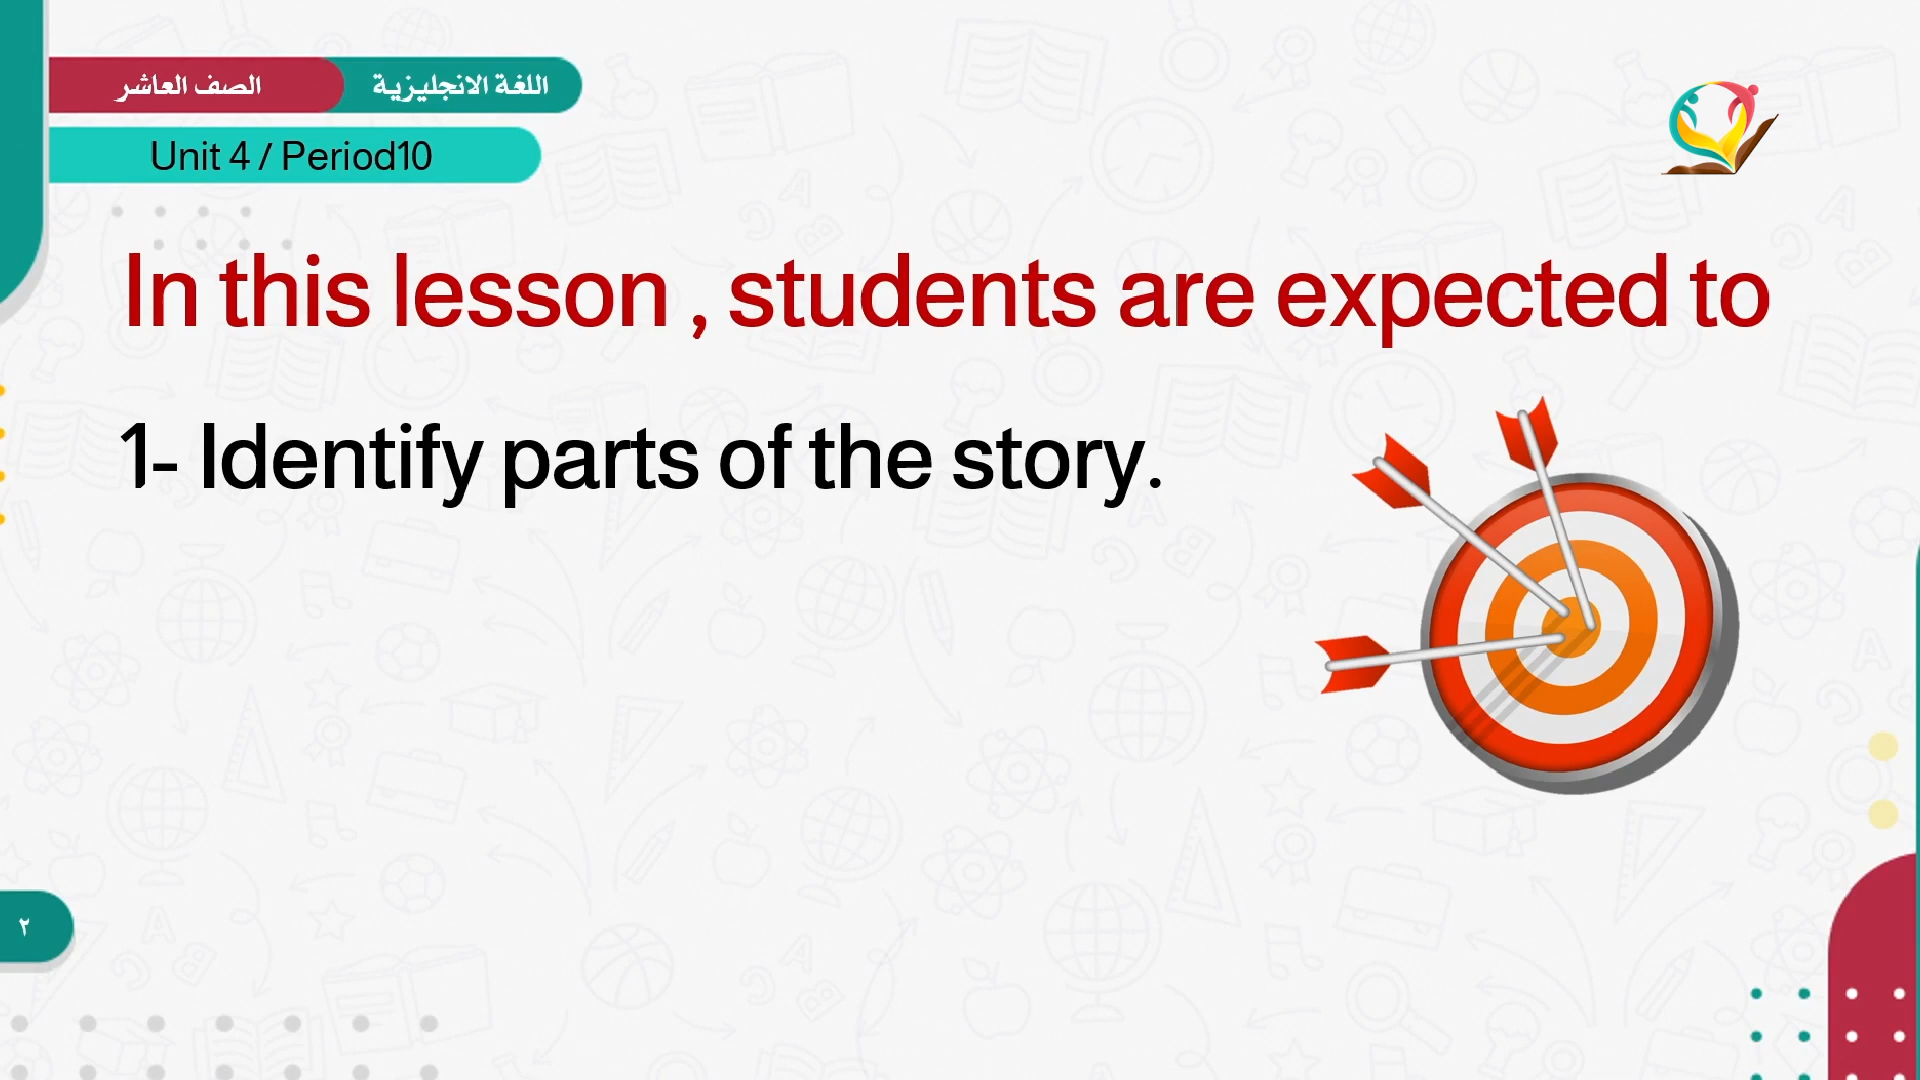 اللغة الانجليزية
الصف العاشر
Unit 4 / Period10
In this lesson , students are expected to
1- Identify parts of the story.
٢